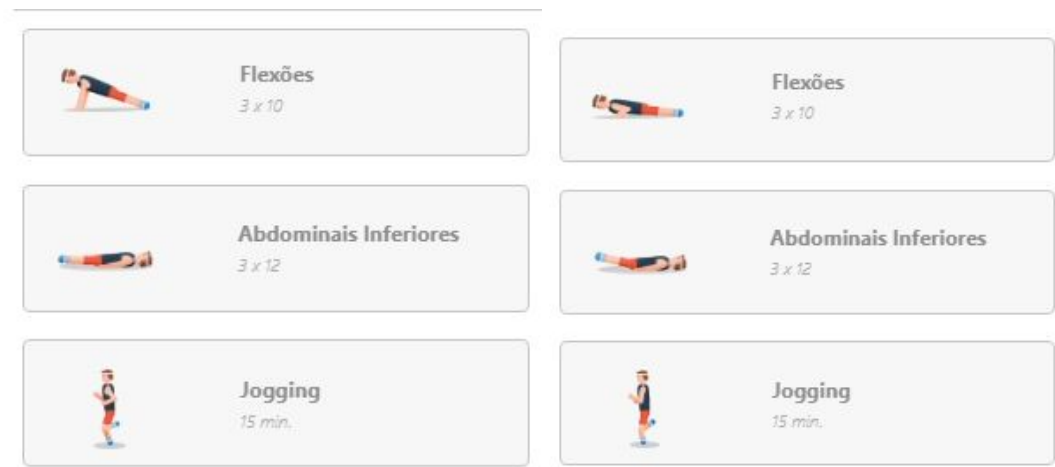 Flexões
3 x 10
Abdominais Inferiores
3 x 12
Jogging
15 min.
Flexões
3 x 10
Abdominais Inferiores
3 x 12
Jogging
15 min.